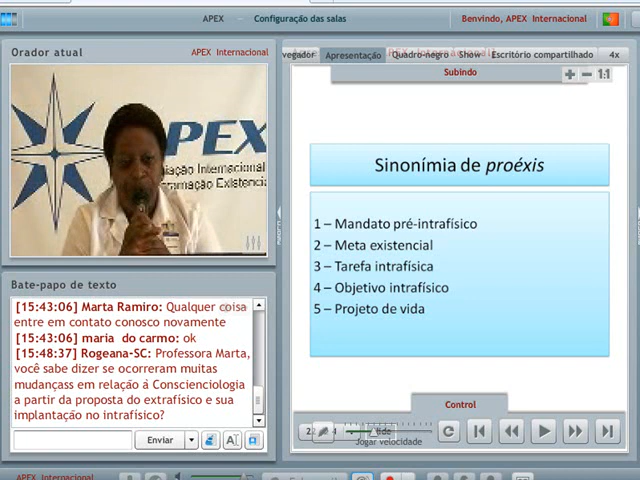 APEX — Configuração das salas
Benvindo, APEX Internacional
Orador atual
APEX Internacional
APEX
iação Internacional
ramação Existencia
Bate-papo de texto
[15:43:06] Marta Ramiro: Qualquer coisa
entre em contato conosco novamente
[15:43:06] maria do carmo: ok
[15:48:37] Rogeana-SC: Professora Marta,
você sabe dizer se ocorreram muitas
mudançass em relação à Conscienciologia
a partir da proposta do extrafísico e sua
implantação no intrafísico?
Enviar
APEX Internacional
vegador Apresentação Quadro-negro Show Escritório compartilhado 4x
Subindo
1:1
Sinonímia de proéxis
1 – Mandato pré-intrafísico
2 – Meta existencial
3 – Tarefa intrafísica
4 – Objetivo intrafísico
5 – Projeto de vida
Control
Jogar velocidade